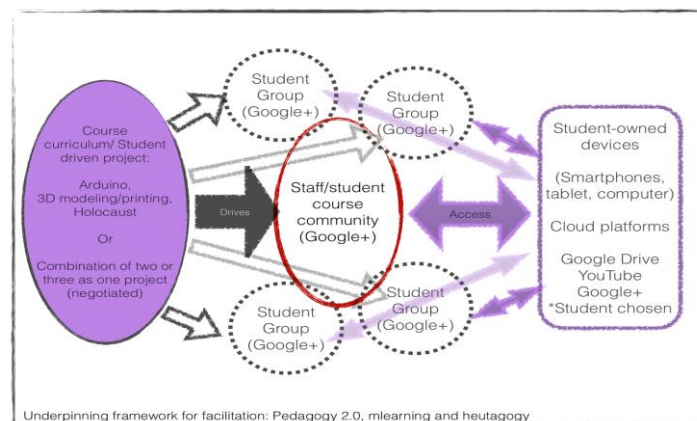 Course
curriculum/ Student
driven project:
Arduino,
3D modeling/printing,
Holocaust
Or
Combination of two or
three as one project
(negotiated)
Student
Group
(Google+)
Student
Group
(Google+)
Drives
Staff/student
course
community
(Google+)
Access
Student
Group
(Google+)
Student
Group
(Google+)
Student-owned
devices
(Smartphones,
tablet, computer)
Cloud platforms
Google Drive
YouTube
Google+
*Student chosen
Underpinning framework for facilitation: Pedagogy 2.0, mlearning and heutagogy